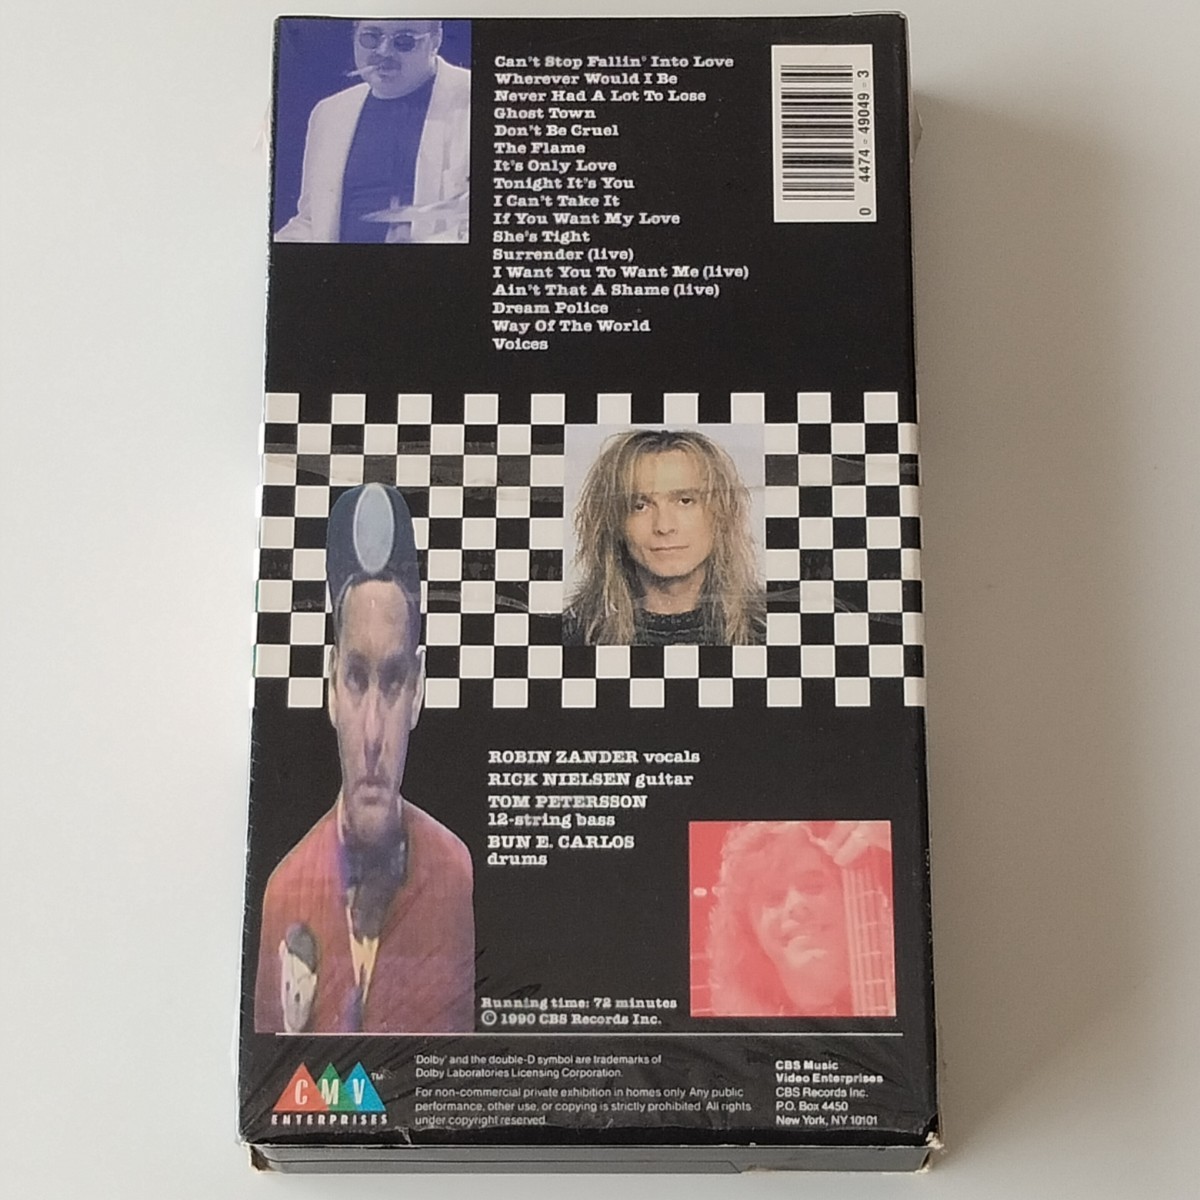 Can't Stop Fallin' Into Love
Wherever Would I Be
Never Had A Lot To Lose
Ghost Town
Don't Be Cruel
The Flame
It's Only Love
Tonight It's You
I Can't Take It
If You Want My Love
She's Tight
Surrender (live)
I Want You To Want Me (live)
Ain't That A Shame (live)
Dream Police
Way Of The World
Voices
0 4474-49049-3
ROBIN ZANDER vocals
RICK NIELSEN guitar
TOM PETERSSON
12-string bass
BUN E. CARLOS
drums
Running time: 72 minutes
© 1990 CBS Records Inc.
CMV™
ENTERPRISES
'Dolby' and the double-D symbol are trademarks of
Dolby Laboratories Licensing Corporation.
For non-commercial private exhibition in homes only. Any public
performance, other use, or copying is strictly prohibited. All rights
under copyright reserved.
CBS Music
Video Enterprises
CBS Records Inc.
P.O. Box 4450
New York, NY 10101